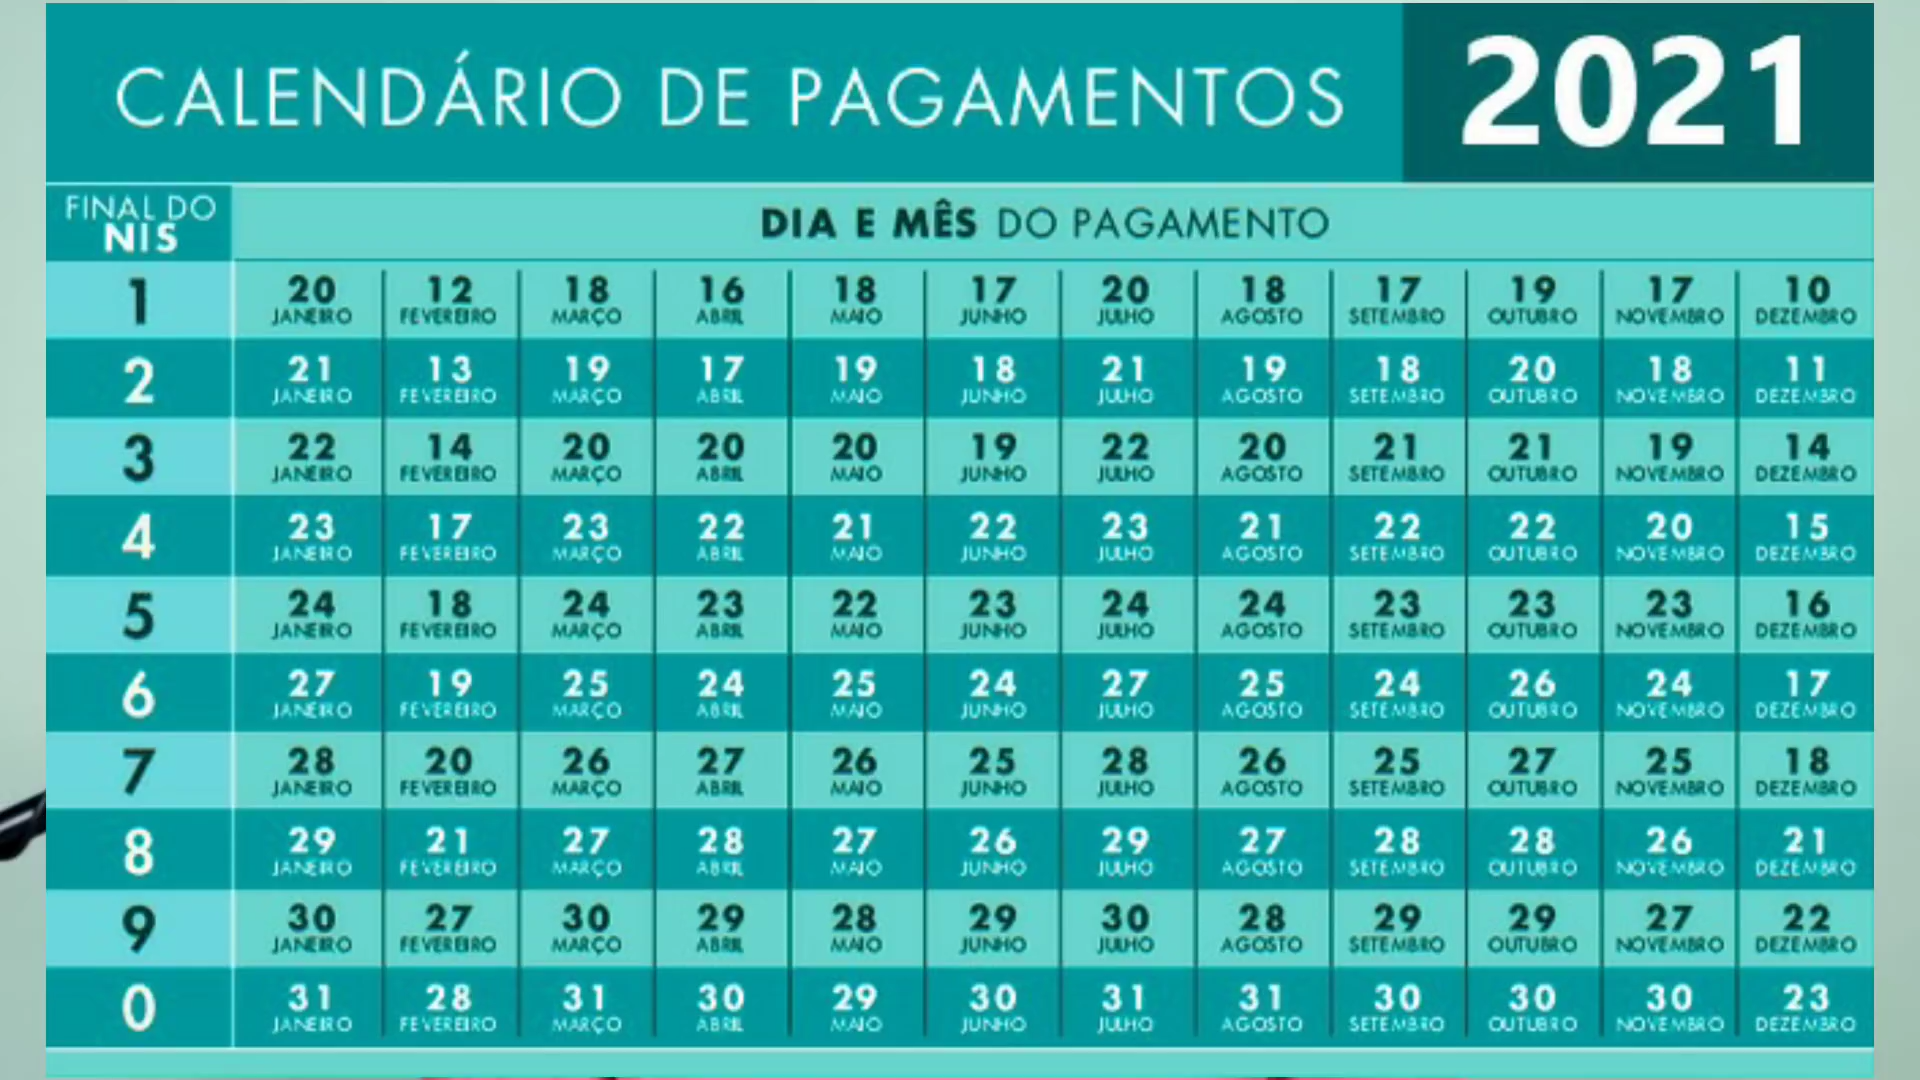 CALENDÁRIO DE PAGAMENTOS 2021
FINAL DO
NIS
DIA E MÊS DO PAGAMENTO
1 20 12 18 16 18 17 20 18 17 19 17 10
JANEIRO FEVEREIRO MARÇO ABRIL MAIO JUNHO JULHO AGOSTO SETEMBRO OUTUBRO NOVEMBRO DEZEMBRO
2 21 13 19 17 19 18 21 19 18 20 18 11
JANEIRO FEVEREIRO MARÇO ABRIL MAIO JUNHO JULHO AGOSTO SETEMBRO OUTUBRO NOVEMBRO DEZEMBRO
3 22 14 20 20 20 19 22 20 21 21 19 14
JANEIRO FEVEREIRO MARÇO ABRIL MAIO JUNHO JULHO AGOSTO SETEMBRO OUTUBRO NOVEMBRO DEZEMBRO
4 23 17 23 22 21 22 23 21 22 22 20 15
JANEIRO FEVEREIRO MARÇO ABRIL MAIO JUNHO JULHO AGOSTO SETEMBRO OUTUBRO NOVEMBRO DEZEMBRO
5 24 18 24 23 22 23 24 24 23 23 23 16
JANEIRO FEVEREIRO MARÇO ABRIL MAIO JUNHO JULHO AGOSTO SETEMBRO OUTUBRO NOVEMBRO DEZEMBRO
6 27 19 25 24 25 24 27 25 24 26 24 17
JANEIRO FEVEREIRO MARÇO ABRIL MAIO JUNHO JULHO AGOSTO SETEMBRO OUTUBRO NOVEMBRO DEZEMBRO
7 28 20 26 27 26 25 28 26 25 27 25 18
JANEIRO FEVEREIRO MARÇO ABRIL MAIO JUNHO JULHO AGOSTO SETEMBRO OUTUBRO NOVEMBRO DEZEMBRO
8 29 21 27 28 27 26 29 27 28 28 26 21
JANEIRO FEVEREIRO MARÇO ABRIL MAIO JUNHO JULHO AGOSTO SETEMBRO OUTUBRO NOVEMBRO DEZEMBRO
9 30 27 30 29 28 29 30 28 29 29 27 22
JANEIRO FEVEREIRO MARÇO ABRIL MAIO JUNHO JULHO AGOSTO SETEMBRO OUTUBRO NOVEMBRO DEZEMBRO
0 31 28 31 30 29 30 31 31 30 30 30 23
JANEIRO FEVEREIRO MARÇO ABRIL MAIO JUNHO JULHO AGOSTO SETEMBRO OUTUBRO NOVEMBRO DEZEMBRO